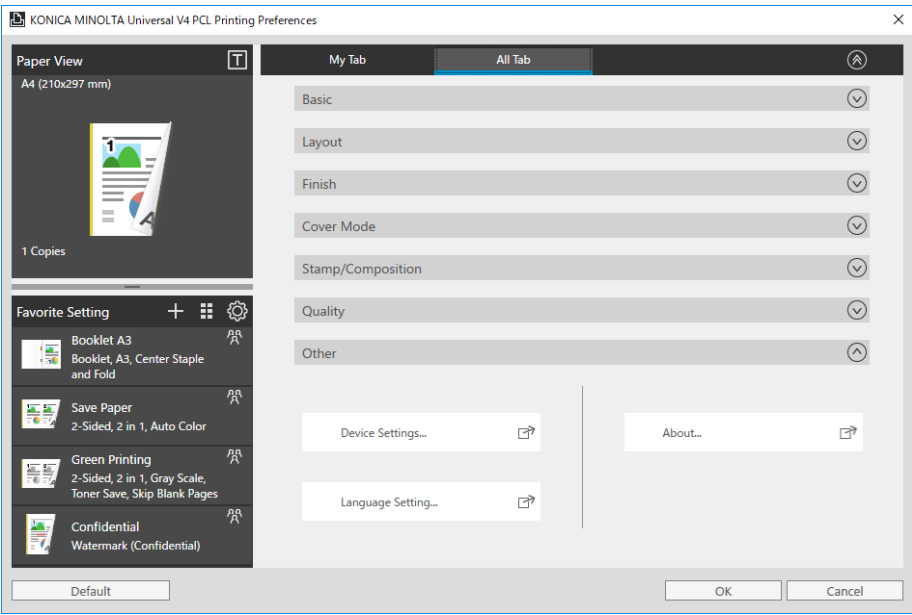 KONICA MINOLTA Universal V4 PCL Printing Preferences
Paper View
T
A4 (210x297 mm)
1
A
1 Copies
Favorite Setting
Booklet A3
Booklet, A3, Center Staple
and Fold
Save Paper
2-Sided, 2 in 1, Auto Color
Green Printing
2-Sided, 2 in 1, Gray Scale,
Toner Save, Skip Blank Pages
Confidential
Watermark (Confidential)
My Tab
All Tab
Basic
Layout
Finish
Cover Mode
Stamp/Composition
Quality
Other
Device Settings...
About...
Language Setting...
Default
OK
Cancel